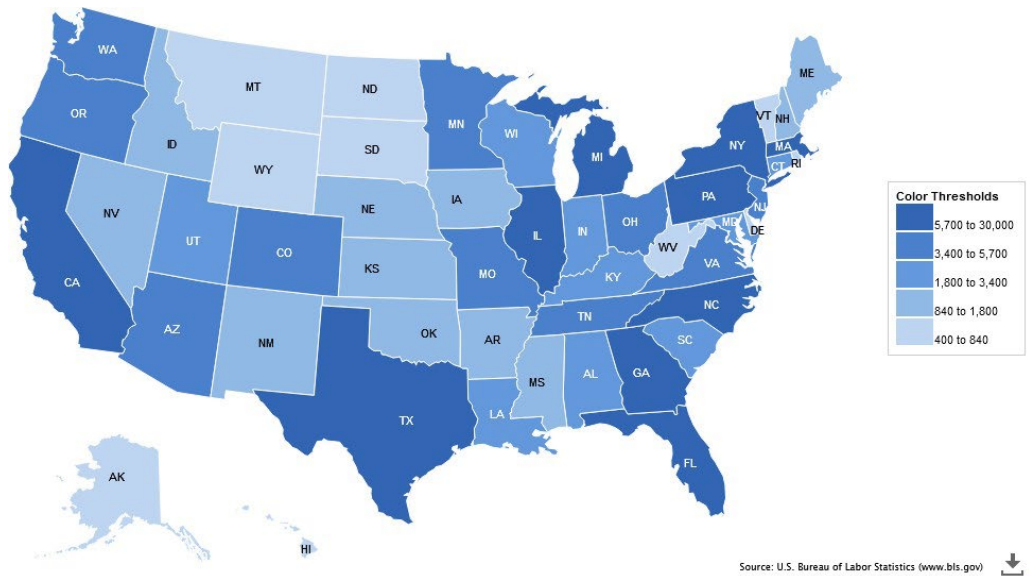 WA
MT
ND
ME
OR
MN
VT
NH
ID
WI
SD
NY
MA
MI
WY
CT
RI
PA
IA
NE
NJ
NV
OH
IL
IN
MD
DE
UT
CO
WV
KS
VA
CA
MO
KY
NC
TN
AZ
OK
NM
AR
SC
MS
AL
GA
LA
TX
FL
AK
HI
Color Thresholds
5,700 to 30,000
3,400 to 5,700
1,800 to 3,400
840 to 1,800
400 to 840
Source: U.S. Bureau of Labor Statistics (www.bls.gov)